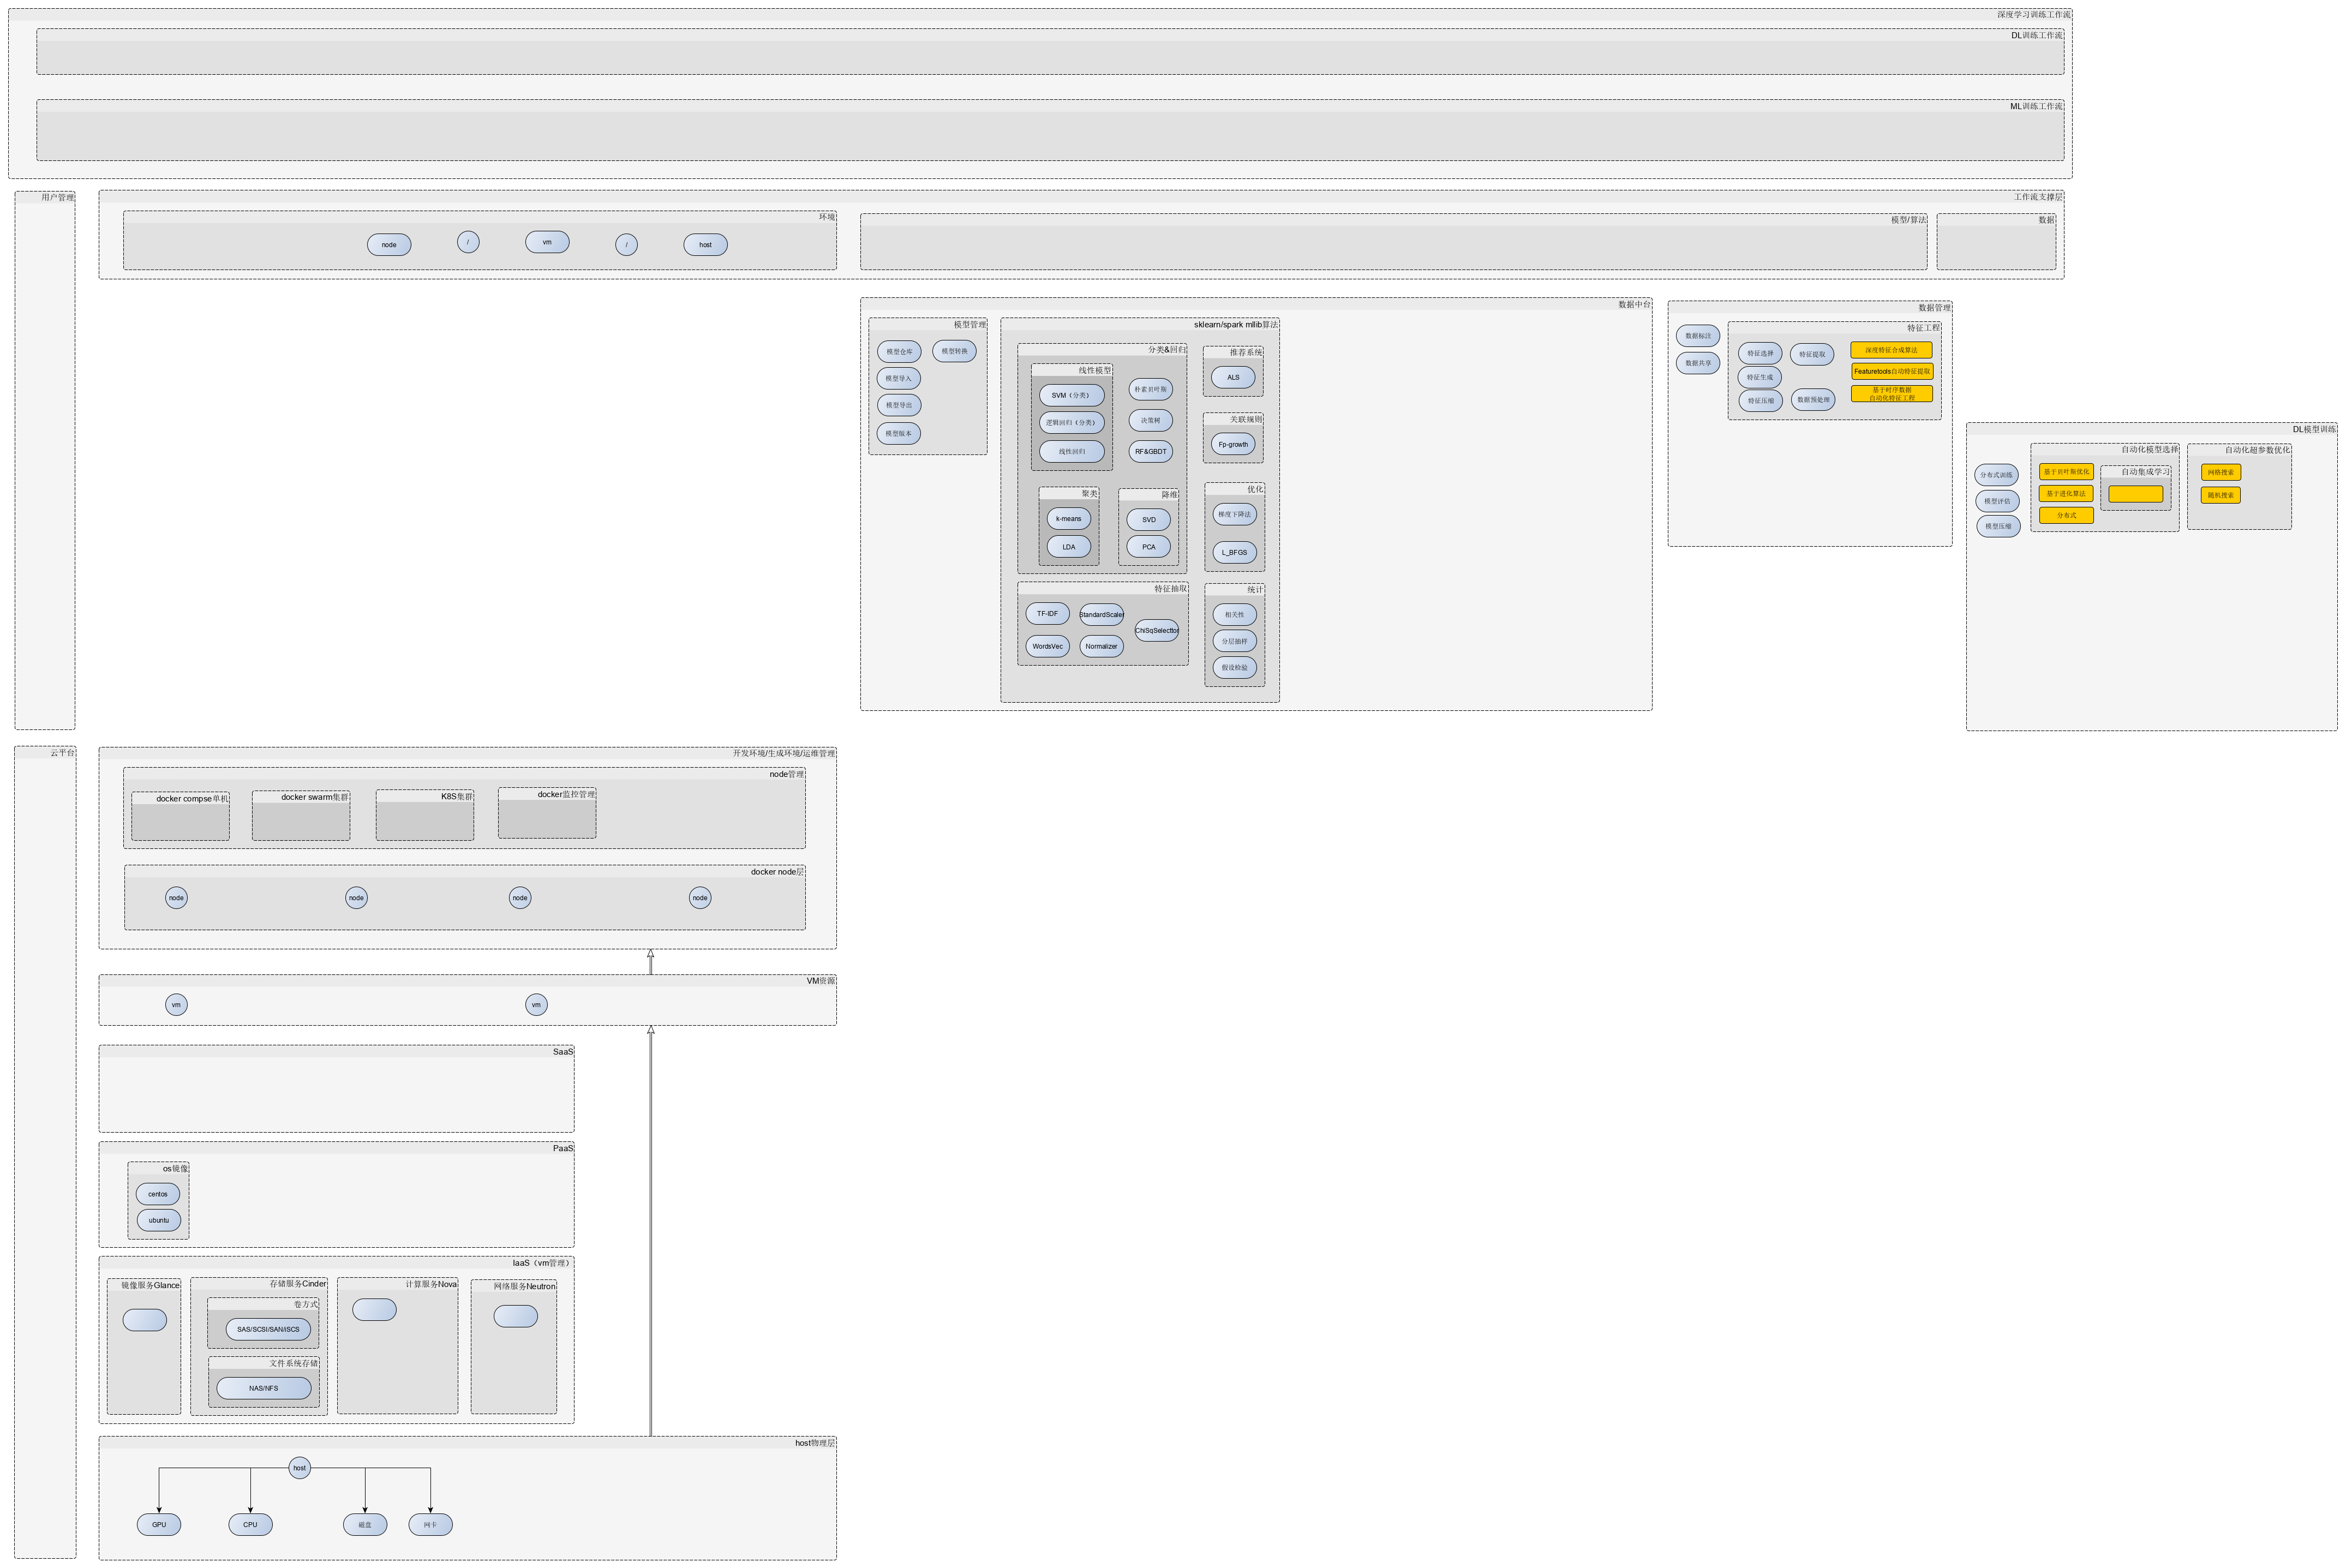 深度学习训练工作流
DL训练工作流
ML训练工作流
用户管理
工作流支撑层
环境
node
/
vm
/
host
模型/算法
数据
数据中台
模型管理
模型仓库
模型转换
模型导入
模型导出
模型版本
sklearn/spark mllib算法
分类&回归
线性模型
SVM（分类）
逻辑回归（分类）
线性回归
朴素贝叶斯
决策树
RF&GBDT
聚类
k-means
LDA
降维
SVD
PCA
推荐系统
ALS
关联规则
Fp-growth
优化
梯度下降法
L_BFGS
特征抽取
TF-IDF
StandardScaler
ChiSqSelecttor
WordsVec
Normalizer
统计
相关性
分层抽样
假设检验
数据管理
数据标注
数据共享
特征工程
特征选择
特征提取
特征生成
特征压缩
数据预处理
深度特征合成算法
Featuretools自动特征提取
基于时序数据
自动化特征工程
DL模型训练
分布式训练
模型评估
模型压缩
自动化模型选择
基于贝叶斯优化
基于进化算法
分布式
自动集成学习
自动化超参数优化
网格搜索
随机搜索
云平台
开发环境/生成环境/运维管理
node管理
docker compse单机
docker swarm集群
K8S集群
docker监控管理
docker node层
node
node
node
node
VM资源
vm
vm
SaaS
PaaS
os镜像
centos
ubuntu
IaaS（vm管理）
镜像服务Glance
存储服务Cinder
卷方式
SAS/SCSI/SAN/iSCS
文件系统存储
NAS/NFS
计算服务Nova
网络服务Neutron
host物理层
host
GPU
CPU
磁盘
网卡